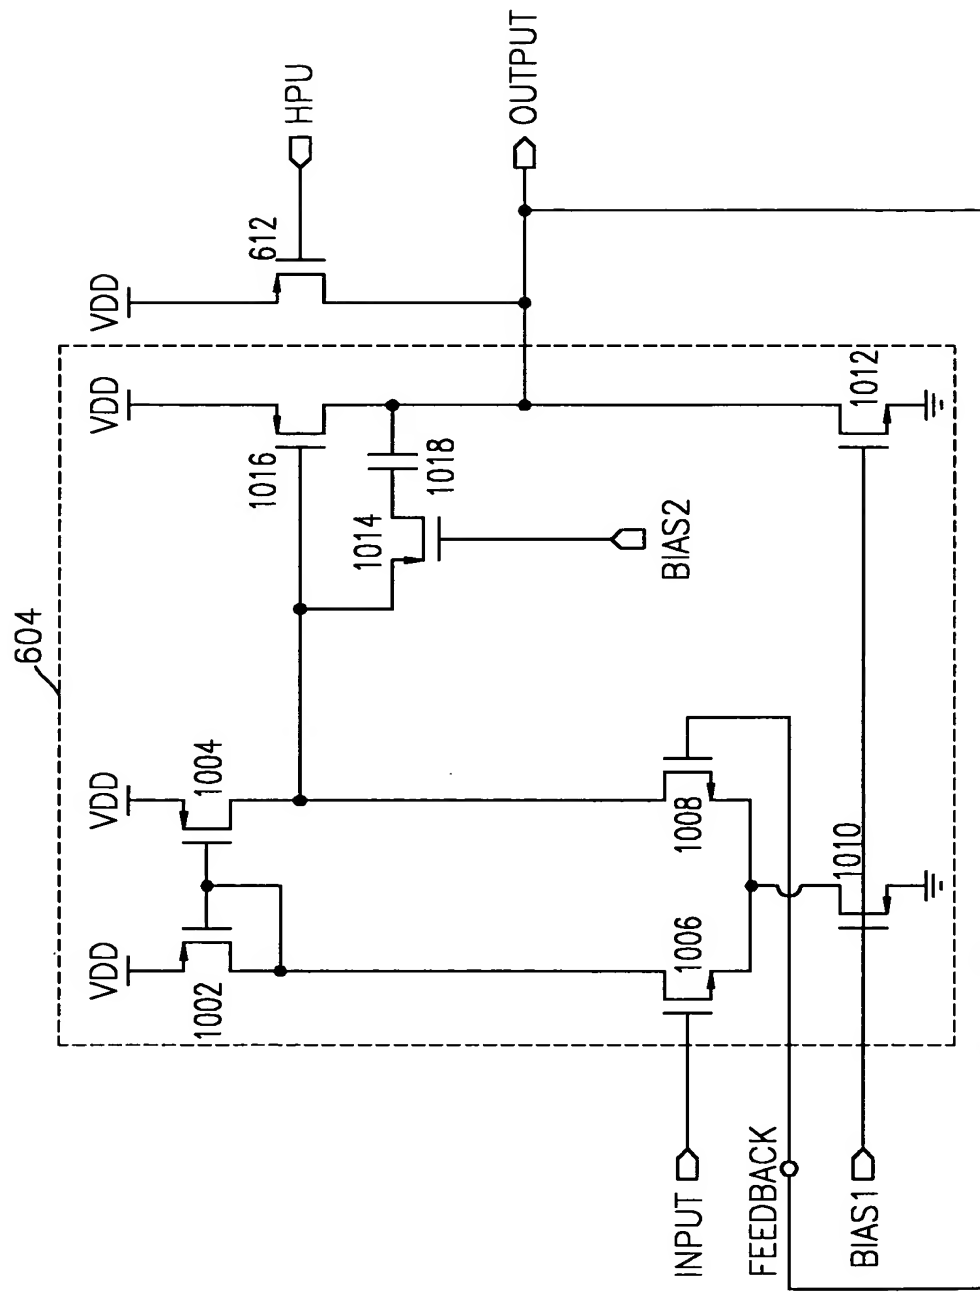 604
VDD
VDD
VDD
VDD
1002
1004
1016
612
HPU
1014
1018
BIAS2
OUTPUT
INPUT
1006
1008
FEEDBACK
1010
1012
BIAS1